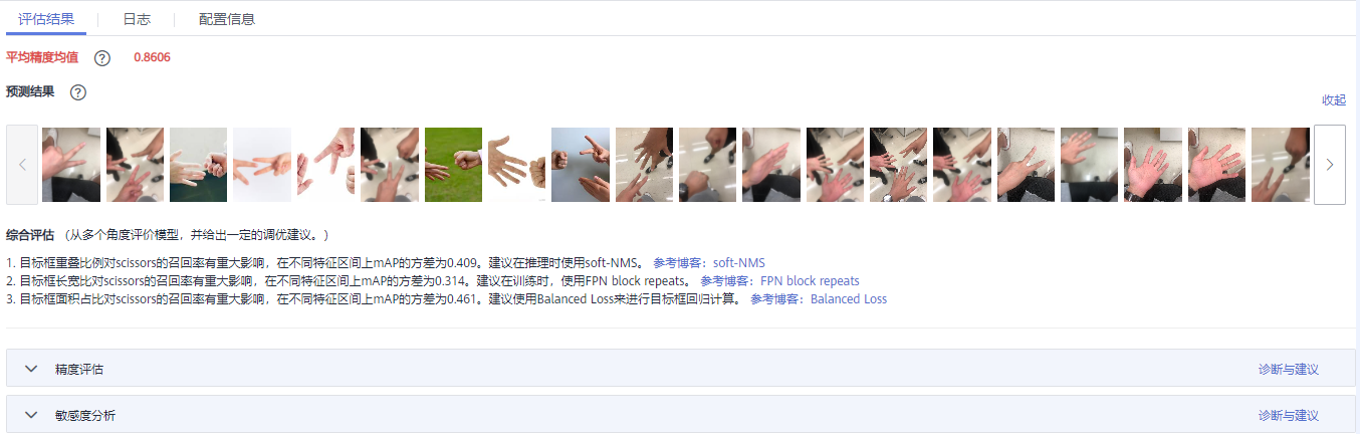 评估结果 日志 配置信息
平均精度均值 ? 0.8606
预测结果 ?
收起
综合评估 （从多个角度评价模型，并给出一定的调优建议。）
1. 目标框重叠比例对scissors的召回率有重大影响，在不同特征区间上mAP的方差为0.409。建议在推理时使用soft-NMS。 参考博客：soft-NMS
2. 目标框长宽比对scissors的召回率有重大影响，在不同特征区间上mAP的方差为0.314。建议在训练时，使用FPN block repeats。 参考博客：FPN block repeats
3. 目标框面积占比对scissors的召回率有重大影响，在不同特征区间上mAP的方差为0.461。建议使用Balanced Loss来进行目标框回归计算。 参考博客：Balanced Loss
精度评估 诊断与建议
敏感度分析 诊断与建议